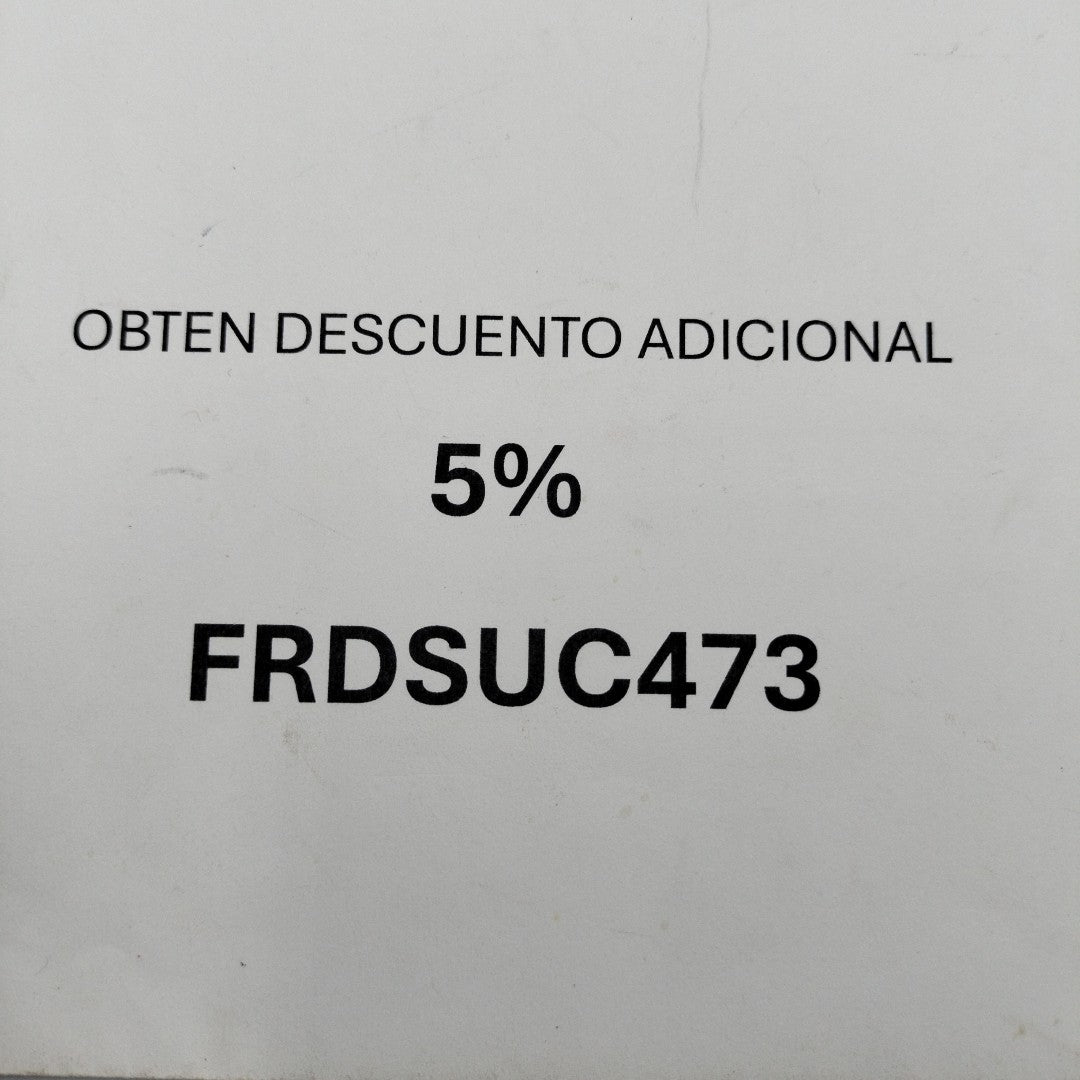 OBTEN DESCUENTO ADICIONAL
5%
FRDSUC473